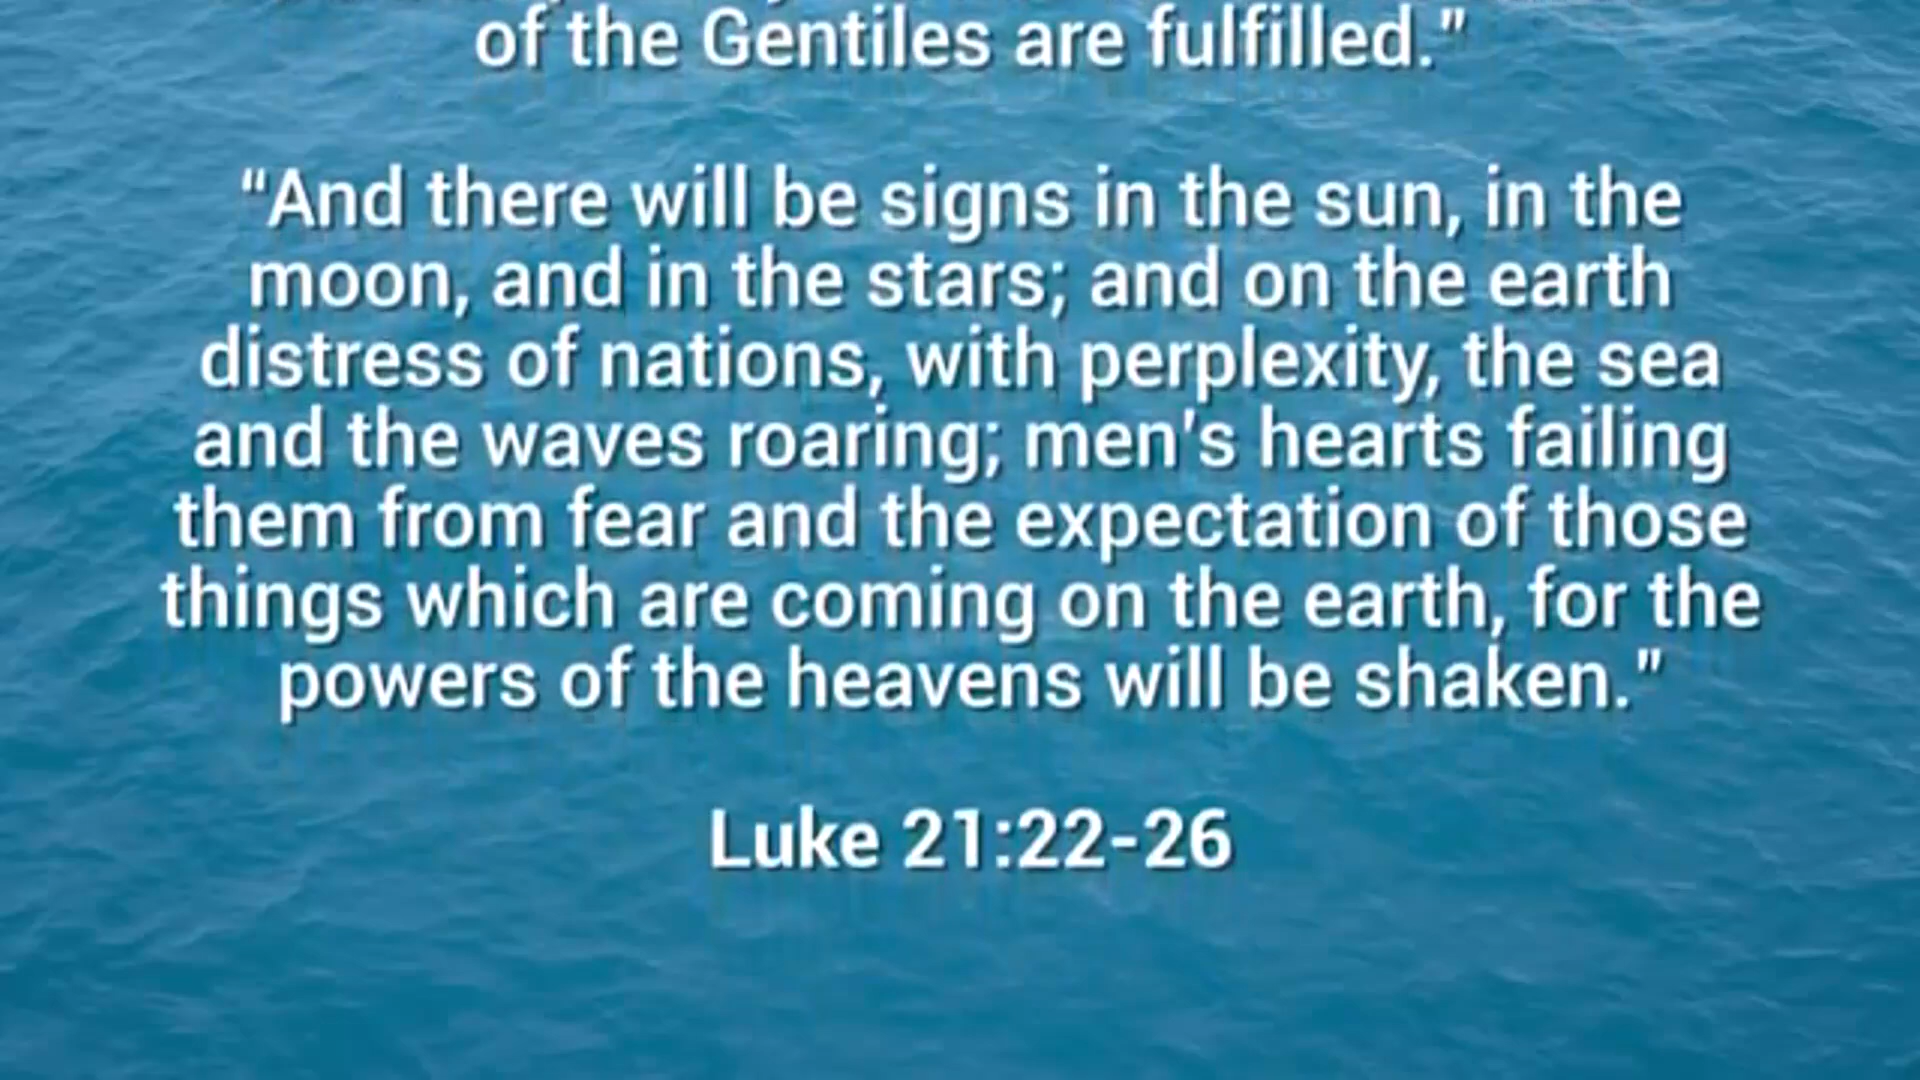 of the Gentiles are fulfilled."
“And there will be signs in the sun, in the
moon, and in the stars; and on the earth
distress of nations, with perplexity, the sea
and the waves roaring; men's hearts failing
them from fear and the expectation of those
things which are coming on the earth, for the
powers of the heavens will be shaken."
Luke 21:22-26